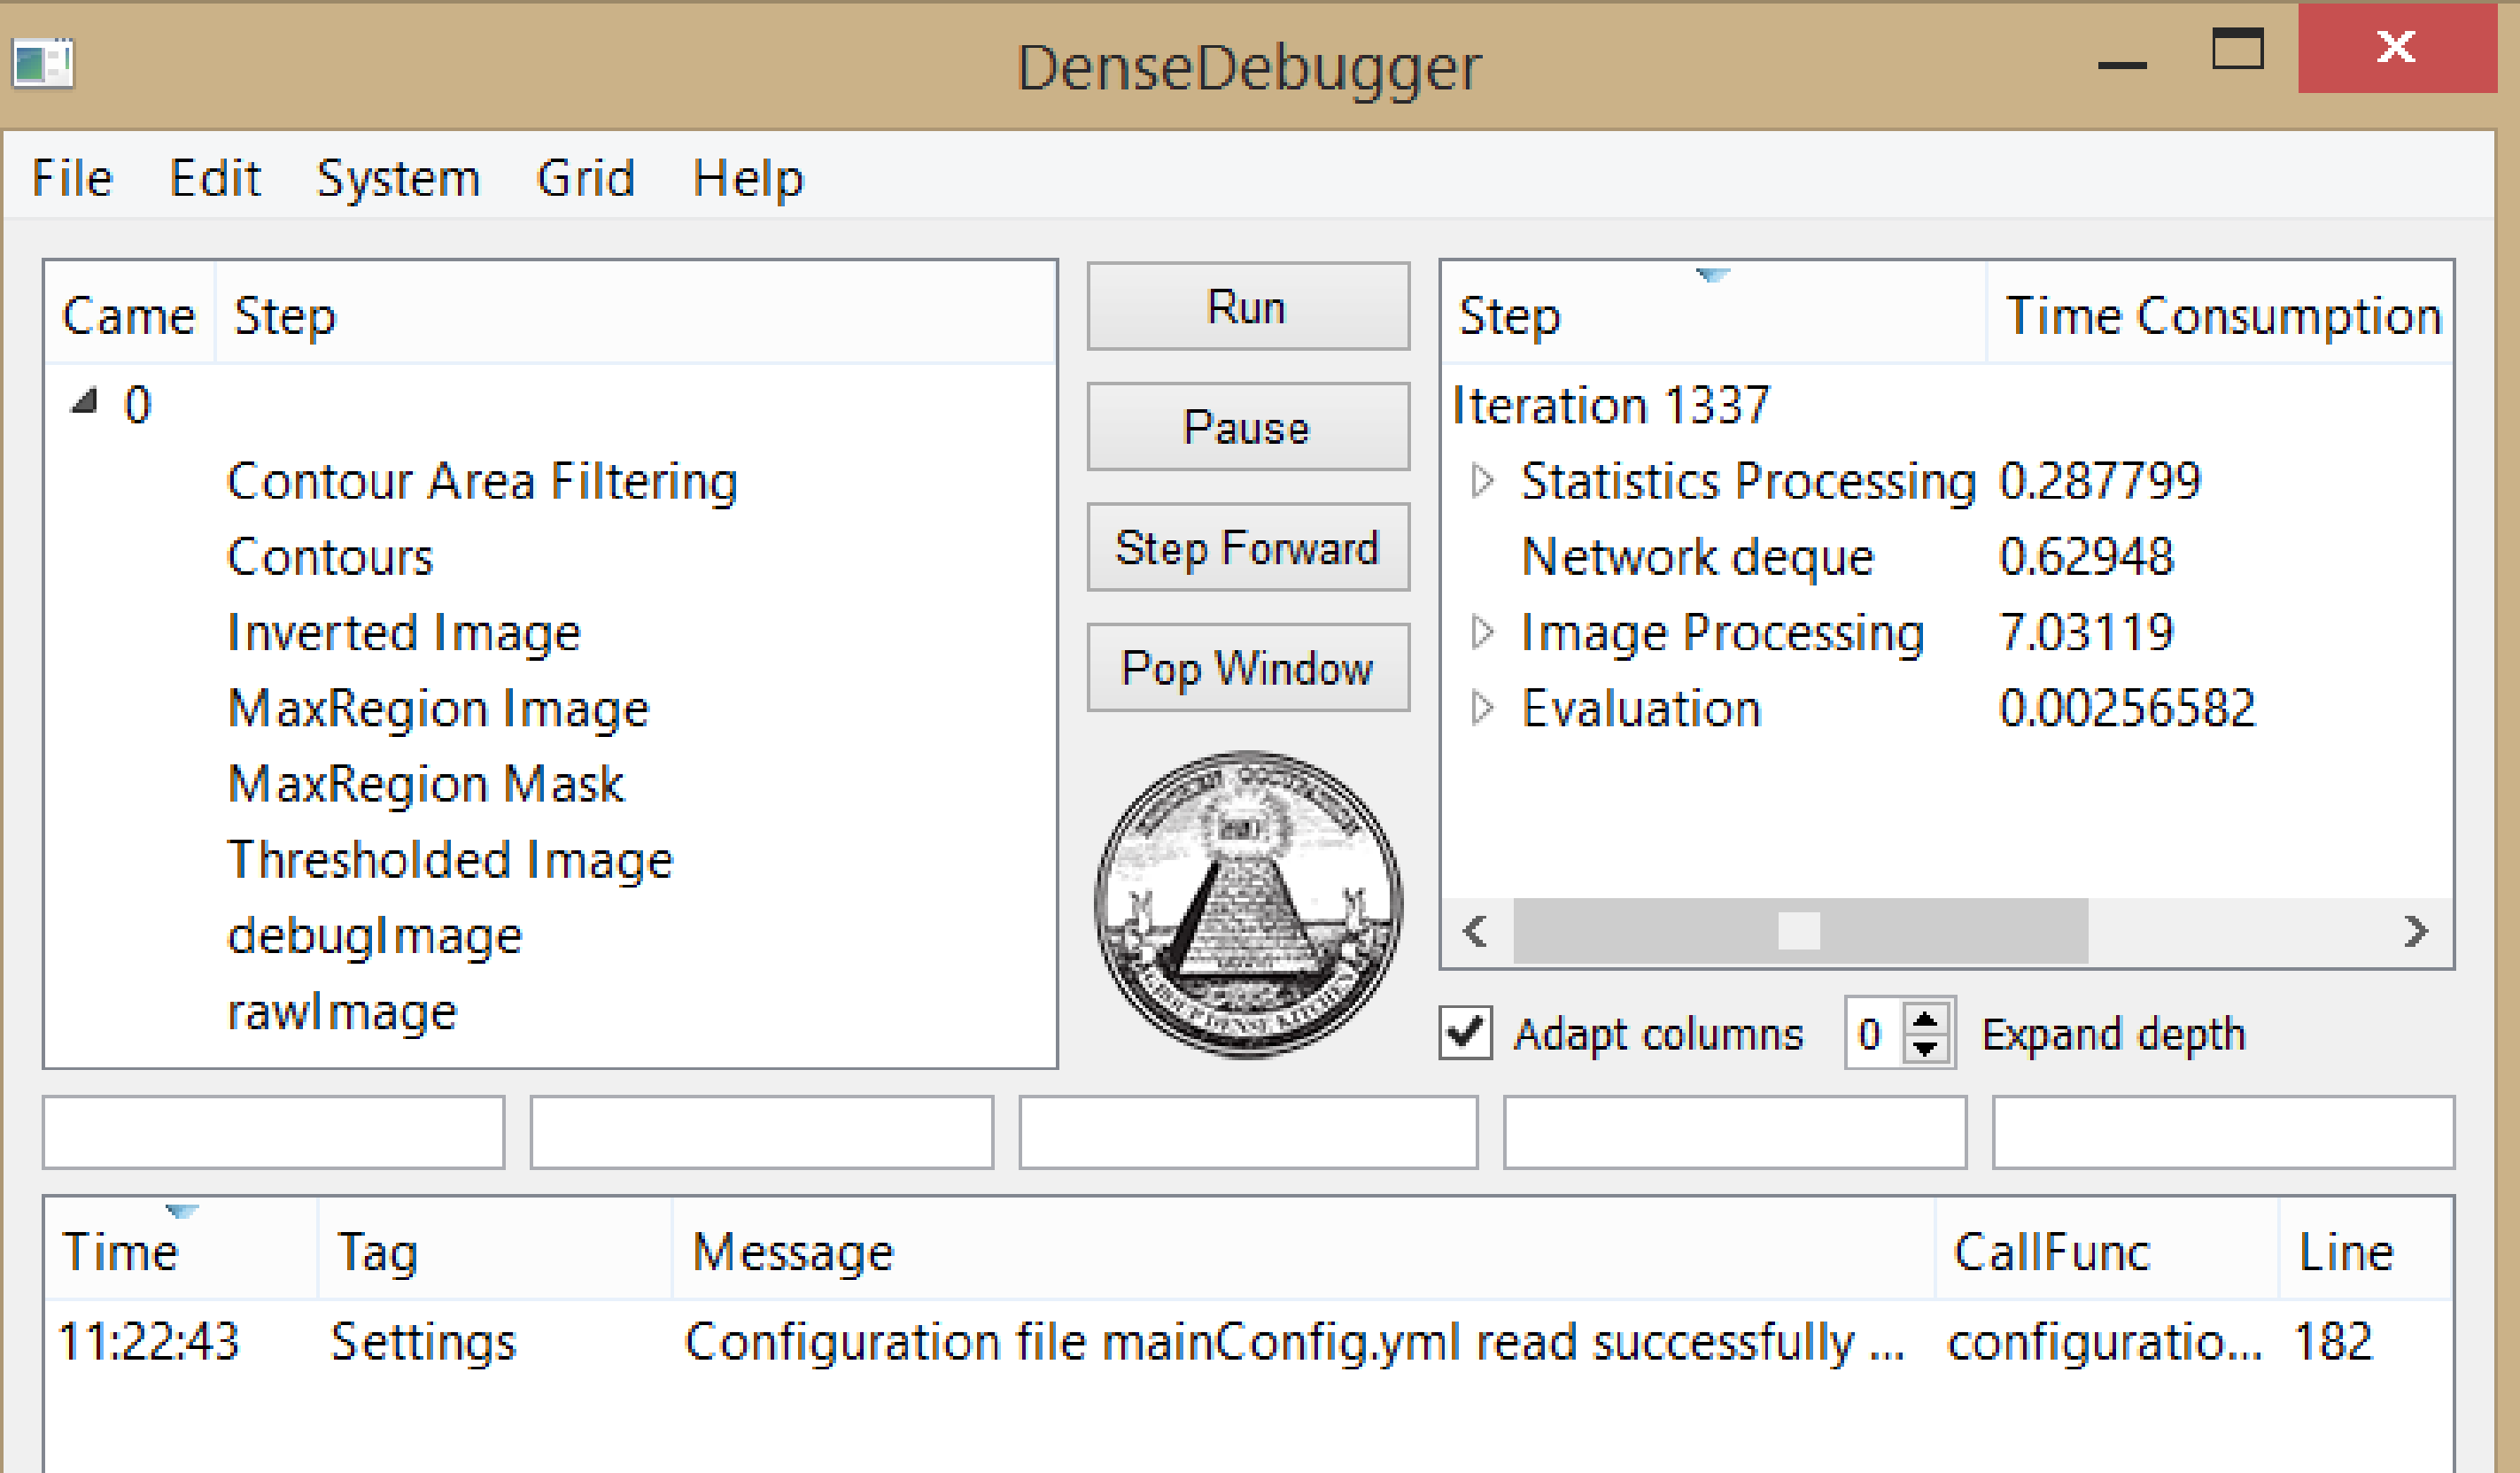 DenseDebugger
File Edit System Grid Help
Came Step
0
Contour Area Filtering
Contours
Inverted Image
MaxRegion Image
MaxRegion Mask
Thresholded Image
debugImage
rawImage
Run
Pause
Step Forward
Pop Window
Step Time Consumption
Iteration 1337
Statistics Processing 0.287799
Network deque 0.62948
Image Processing 7.03119
Evaluation 0.00256582
Adapt columns 0 Expand depth
Time Tag Message CallFunc Line
11:22:43 Settings Configuration file mainConfig.yml read successfully ... configuratio... 182